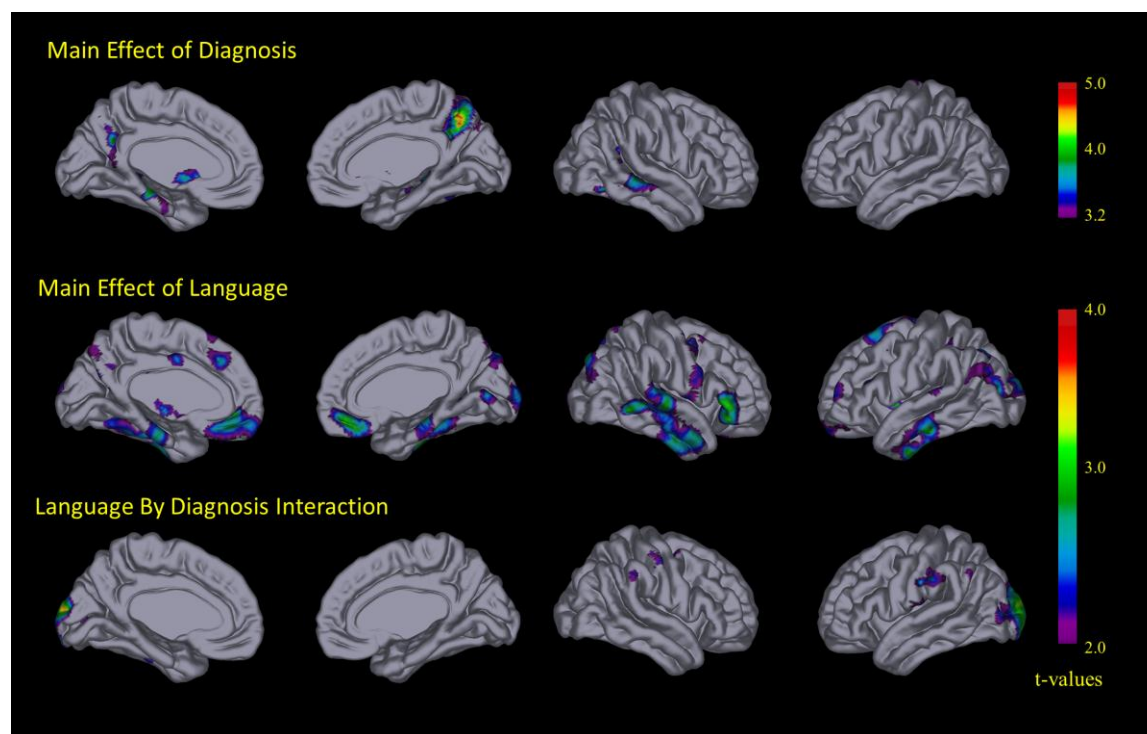 Main Effect of Diagnosis
5.0
4.0
3.2
Main Effect of Language
4.0
3.0
2.0
Language By Diagnosis Interaction
t-values